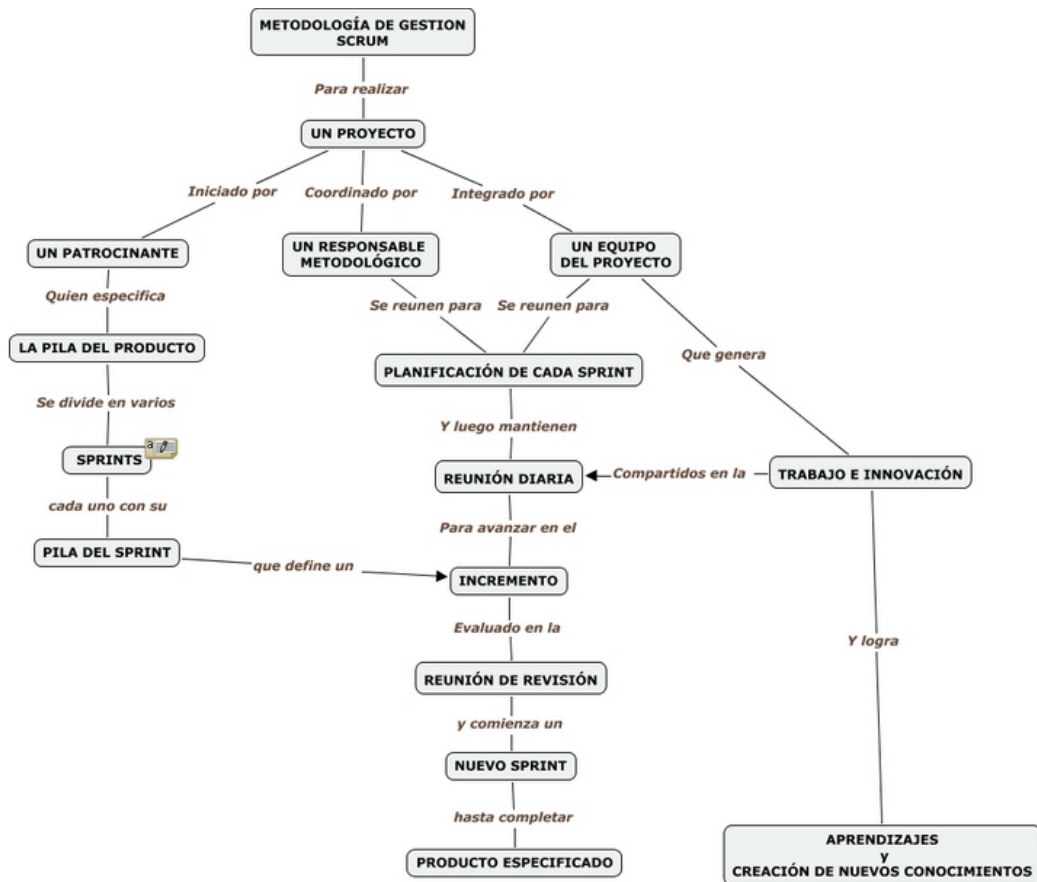 METODOLOGÍA DE GESTION
SCRUM
Para realizar
UN PROYECTO
Iniciado por
Coordinado por
Integrado por
UN PATROCINANTE
UN RESPONSABLE
METODOLÓGICO
UN EQUIPO
DEL PROYECTO
Quien especifica
Se reunen para
Se reunen para
LA PILA DEL PRODUCTO
PLANIFICACIÓN DE CADA SPRINT
Que genera
Se divide en varios
Y luego mantienen
SPRINTS
a
REUNIÓN DIARIA
Compartidos en la
TRABAJO E INNOVACIÓN
cada uno con su
Para avanzar en el
PILA DEL SPRINT
que define un
INCREMENTO
Evaluado en la
Y logra
REUNIÓN DE REVISIÓN
y comienza un
NUEVO SPRINT
hasta completar
PRODUCTO ESPECIFICADO
APRENDIZAJES
y
CREACIÓN DE NUEVOS CONOCIMIENTOS